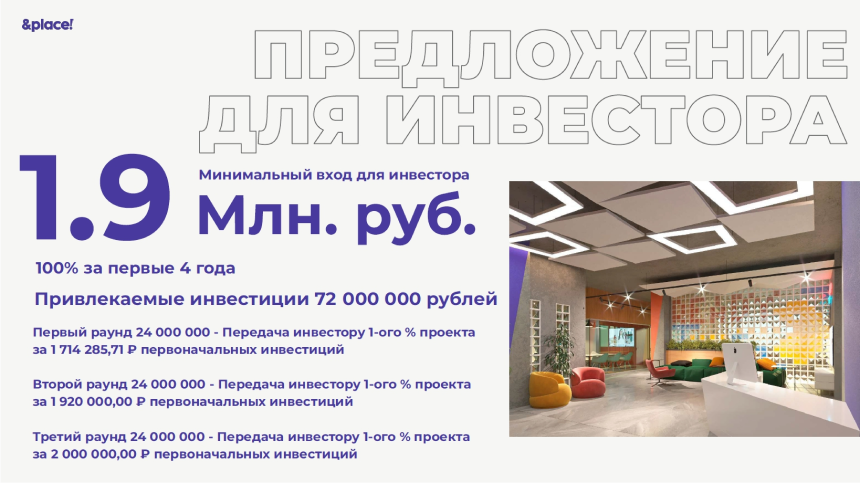 &place!
ПРЕДЛОЖЕНИЕ
ДЛЯ ИНВЕСТОРА
1.9
Минимальный вход для инвестора
Млн. руб.
100% за первые 4 года
Привлекаемые инвестиции 72 000 000 рублей
Первый раунд 24 000 000 - Передача инвестору 1-ого % проекта
за 1 714 285,71 ₽ первоначальных инвестиций
Второй раунд 24 000 000 - Передача инвестору 1-ого % проекта
за 1 920 000,00 ₽ первоначальных инвестиций
Третий раунд 24 000 000 - Передача инвестору 1-ого % проекта
за 2 000 000,00 ₽ первоначальных инвестиций